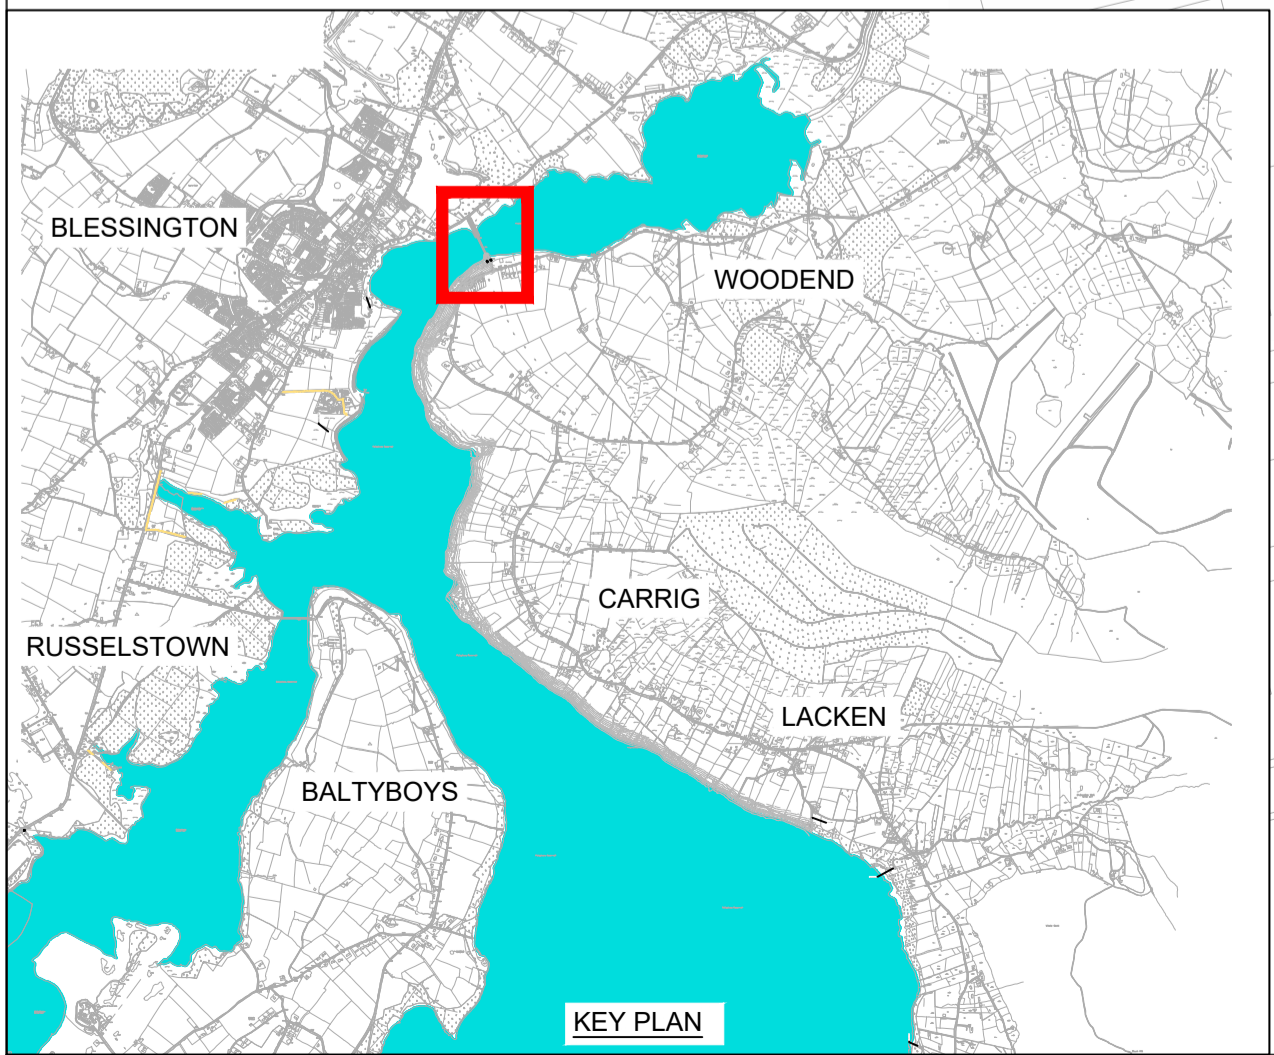 BLESSINGTON
WOODEND
CARRIG
RUSSELSTOWN
LACKEN
BALTYBOYS
KEY PLAN